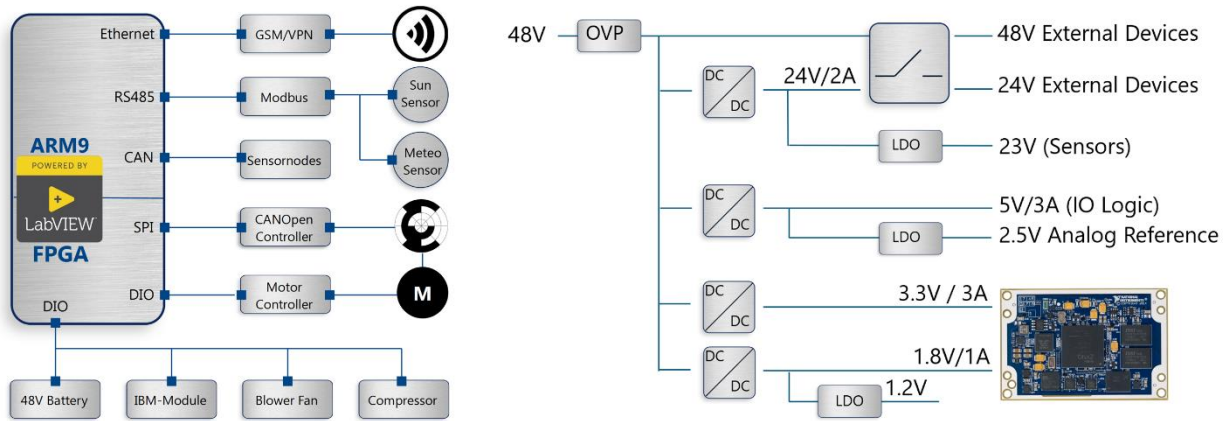 Ethernet
GSM/VPN
RS485
Modbus
Sun
Sensor
Meteo
Sensor
ARM9
POWERED BY
LabVIEW
FPGA
CAN
Sensornodes
SPI
CANOpen
Controller
DIO
Motor
Controller
M
DIO
48V Battery
IBM-Module
Blower Fan
Compressor
48V
OVP
48V External Devices
DC
DC
24V/2A
24V External Devices
LDO
23V (Sensors)
DC
DC
5V/3A (IO Logic)
LDO
2.5V Analog Reference
DC
DC
3.3V / 3A
DC
DC
1.8V/1A
LDO
1.2V